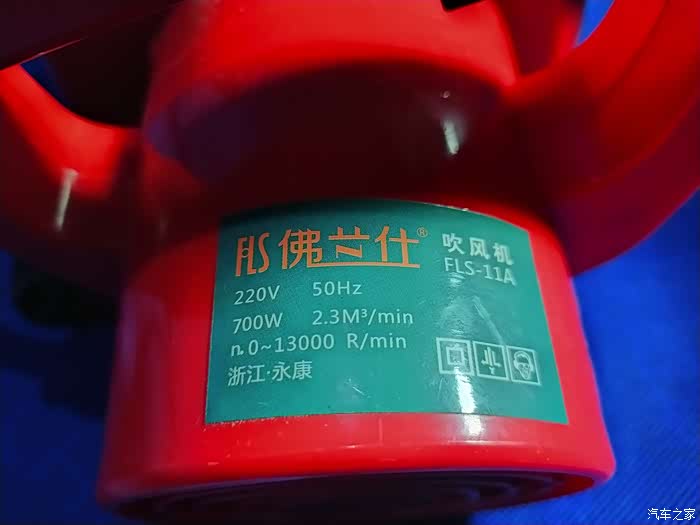 FLS 佛兰仕® 吹风机
FLS-11A
220V 50Hz
700W 2.3M³/min
n.0~13000 R/min
浙江·永康
汽车之家